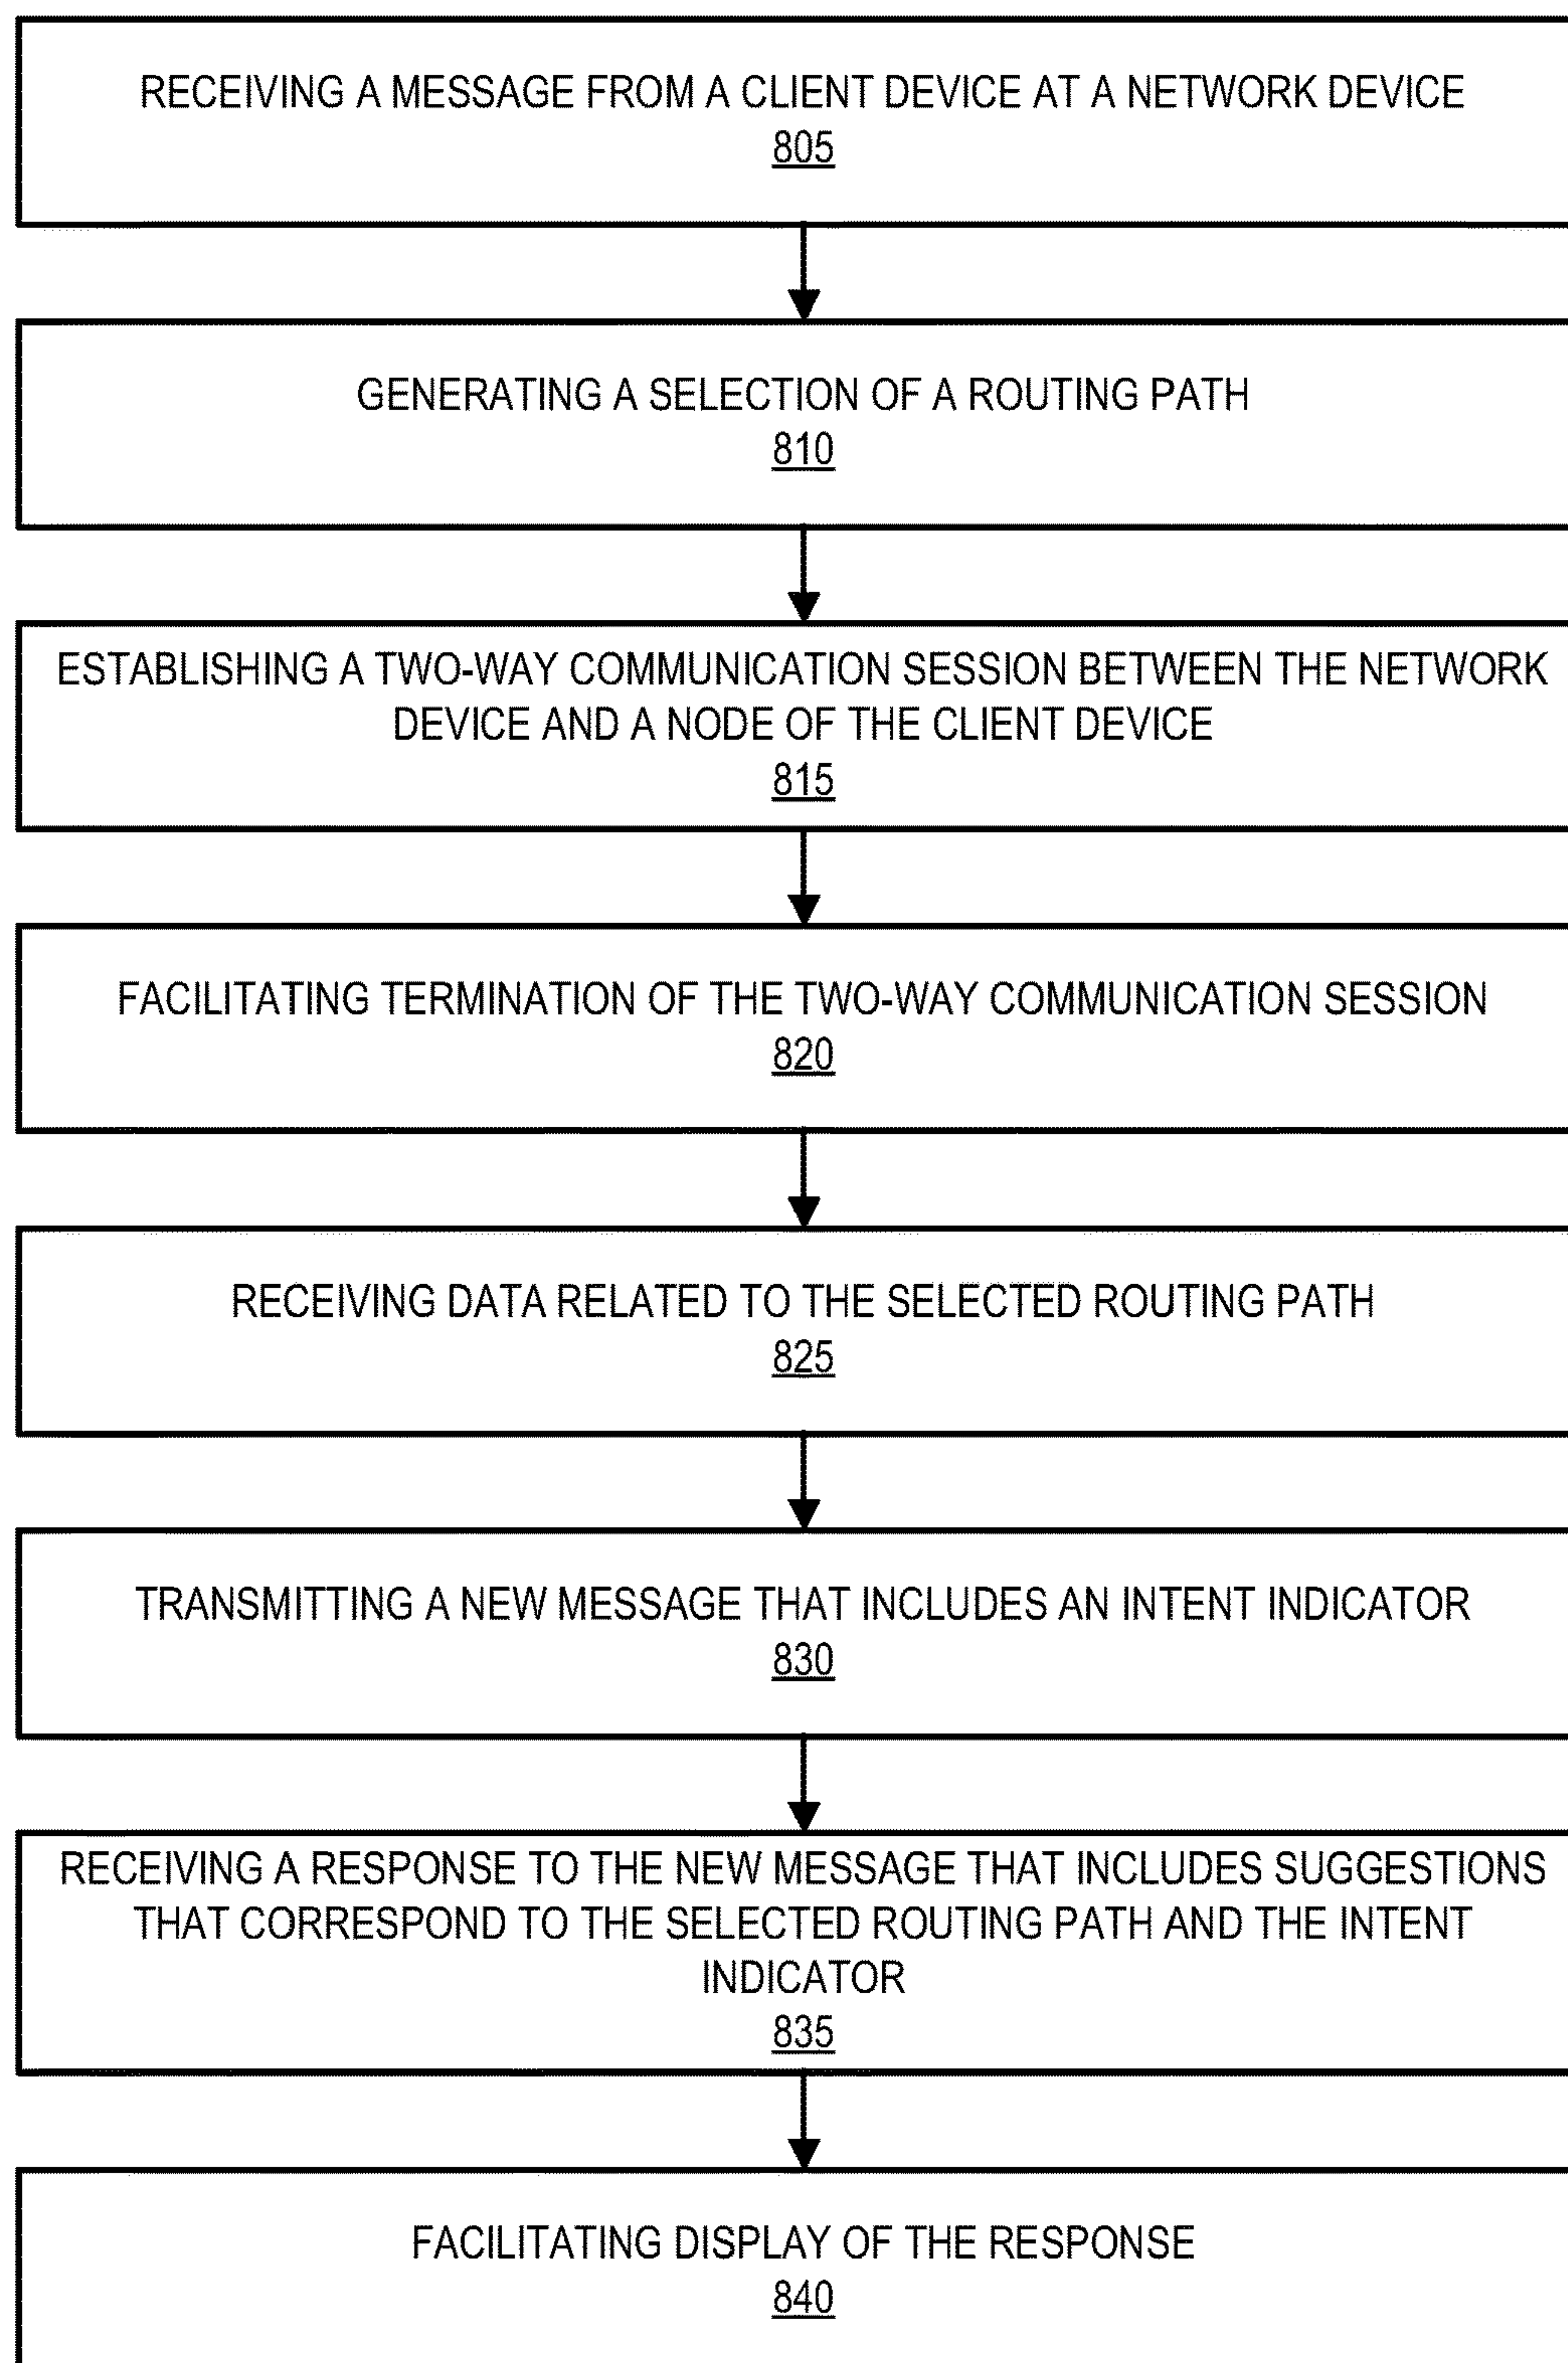 RECEIVING A MESSAGE FROM A CLIENT DEVICE AT A NETWORK DEVICE
805
GENERATING A SELECTION OF A ROUTING PATH
810
ESTABLISHING A TWO-WAY COMMUNICATION SESSION BETWEEN THE NETWORK
DEVICE AND A NODE OF THE CLIENT DEVICE
815
FACILITATING TERMINATION OF THE TWO-WAY COMMUNICATION SESSION
820
RECEIVING DATA RELATED TO THE SELECTED ROUTING PATH
825
TRANSMITTING A NEW MESSAGE THAT INCLUDES AN INTENT INDICATOR
830
RECEIVING A RESPONSE TO THE NEW MESSAGE THAT INCLUDES SUGGESTIONS
THAT CORRESPOND TO THE SELECTED ROUTING PATH AND THE INTENT
INDICATOR
835
FACILITATING DISPLAY OF THE RESPONSE
840